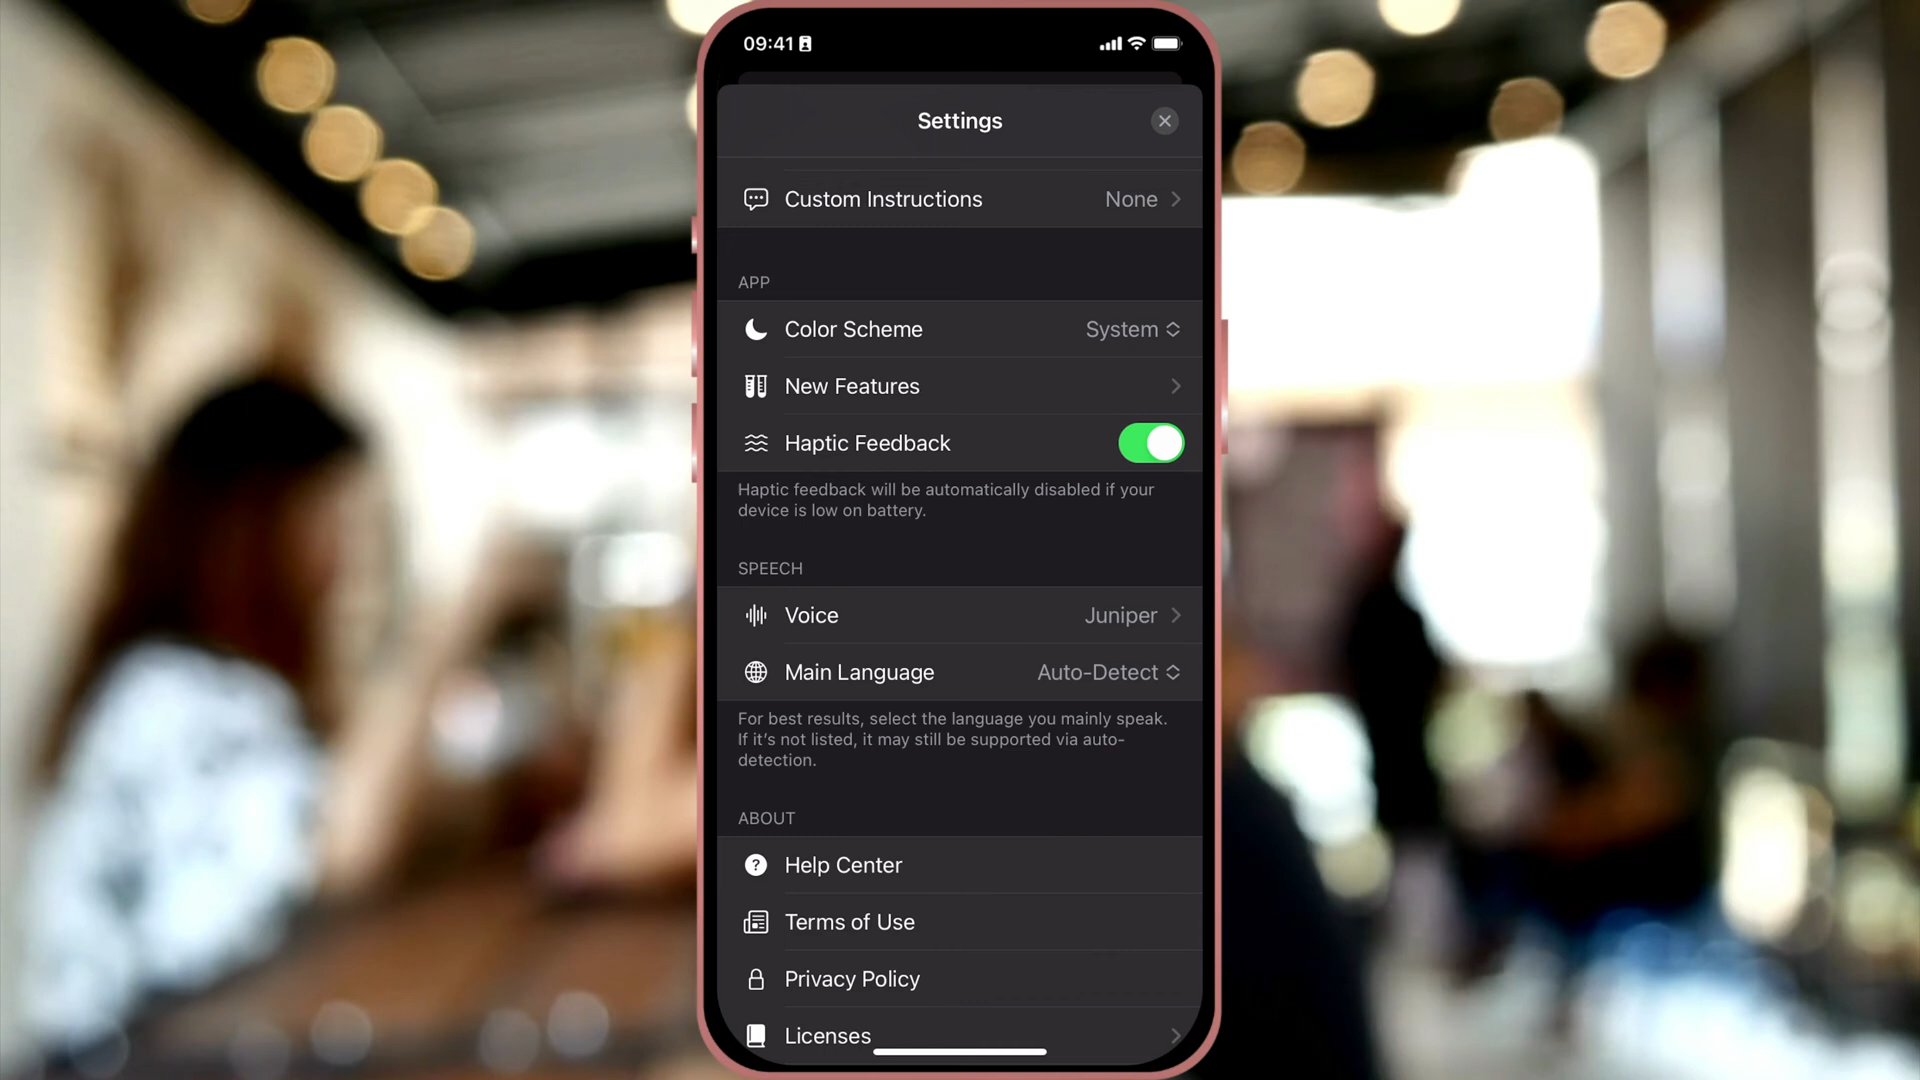 09:41
Settings
Custom Instructions None
APP
Color Scheme System
New Features
Haptic Feedback
Haptic feedback will be automatically disabled if your
device is low on battery.
SPEECH
Voice Juniper
Main Language Auto-Detect
For best results, select the language you mainly speak.
If it's not listed, it may still be supported via auto-
detection.
ABOUT
? Help Center
Terms of Use
Privacy Policy
Licenses